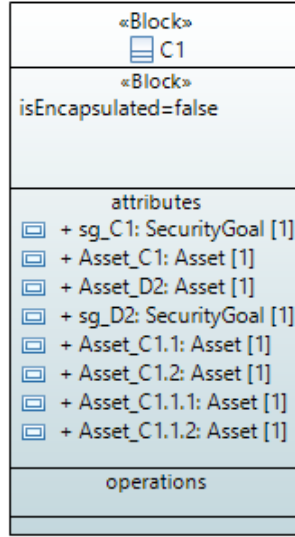 «Block»
C1
«Block»
isEncapsulated=false
attributes
+ sg_C1: SecurityGoal [1]
+ Asset_C1: Asset [1]
+ Asset_D2: Asset [1]
+ sg_D2: SecurityGoal [1]
+ Asset_C1.1: Asset [1]
+ Asset_C1.2: Asset [1]
+ Asset_C1.1.1: Asset [1]
+ Asset_C1.1.2: Asset [1]
operations